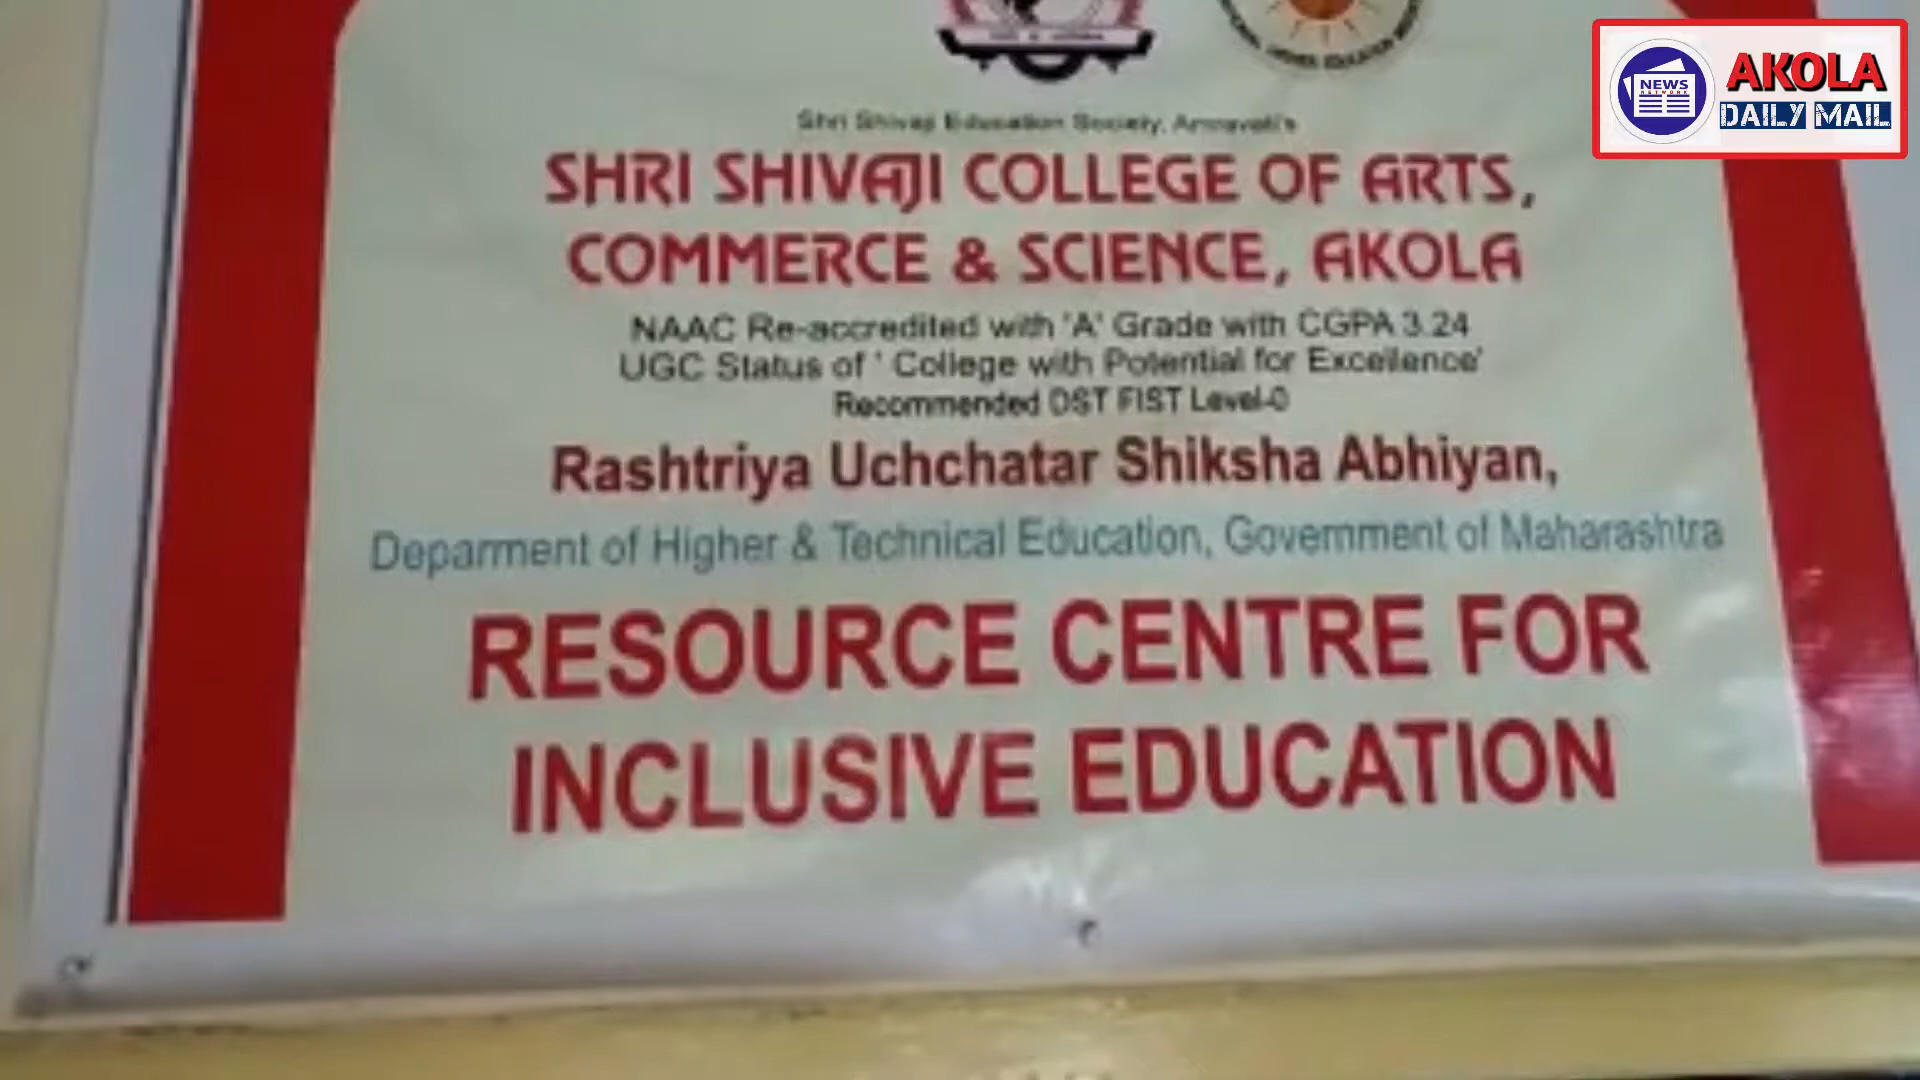 NEWS
NETWORK
AKOLA
DAILY MAIL
Shri Shivaji Education Society, Amravati's
SHRI SHIVAJI COLLEGE OF ARTS,
COMMERCE & SCIENCE, AKOLA
NAAC Re-accredited with 'A' Grade with CGPA 3.24
UGC Status of ' College with Potential for Excellence'
Recommended DST FIST Level-0
Rashtriya Uchchatar Shiksha Abhiyan,
Deparment of Higher & Technical Education, Government of Maharashtra
RESOURCE CENTRE FOR
INCLUSIVE EDUCATION